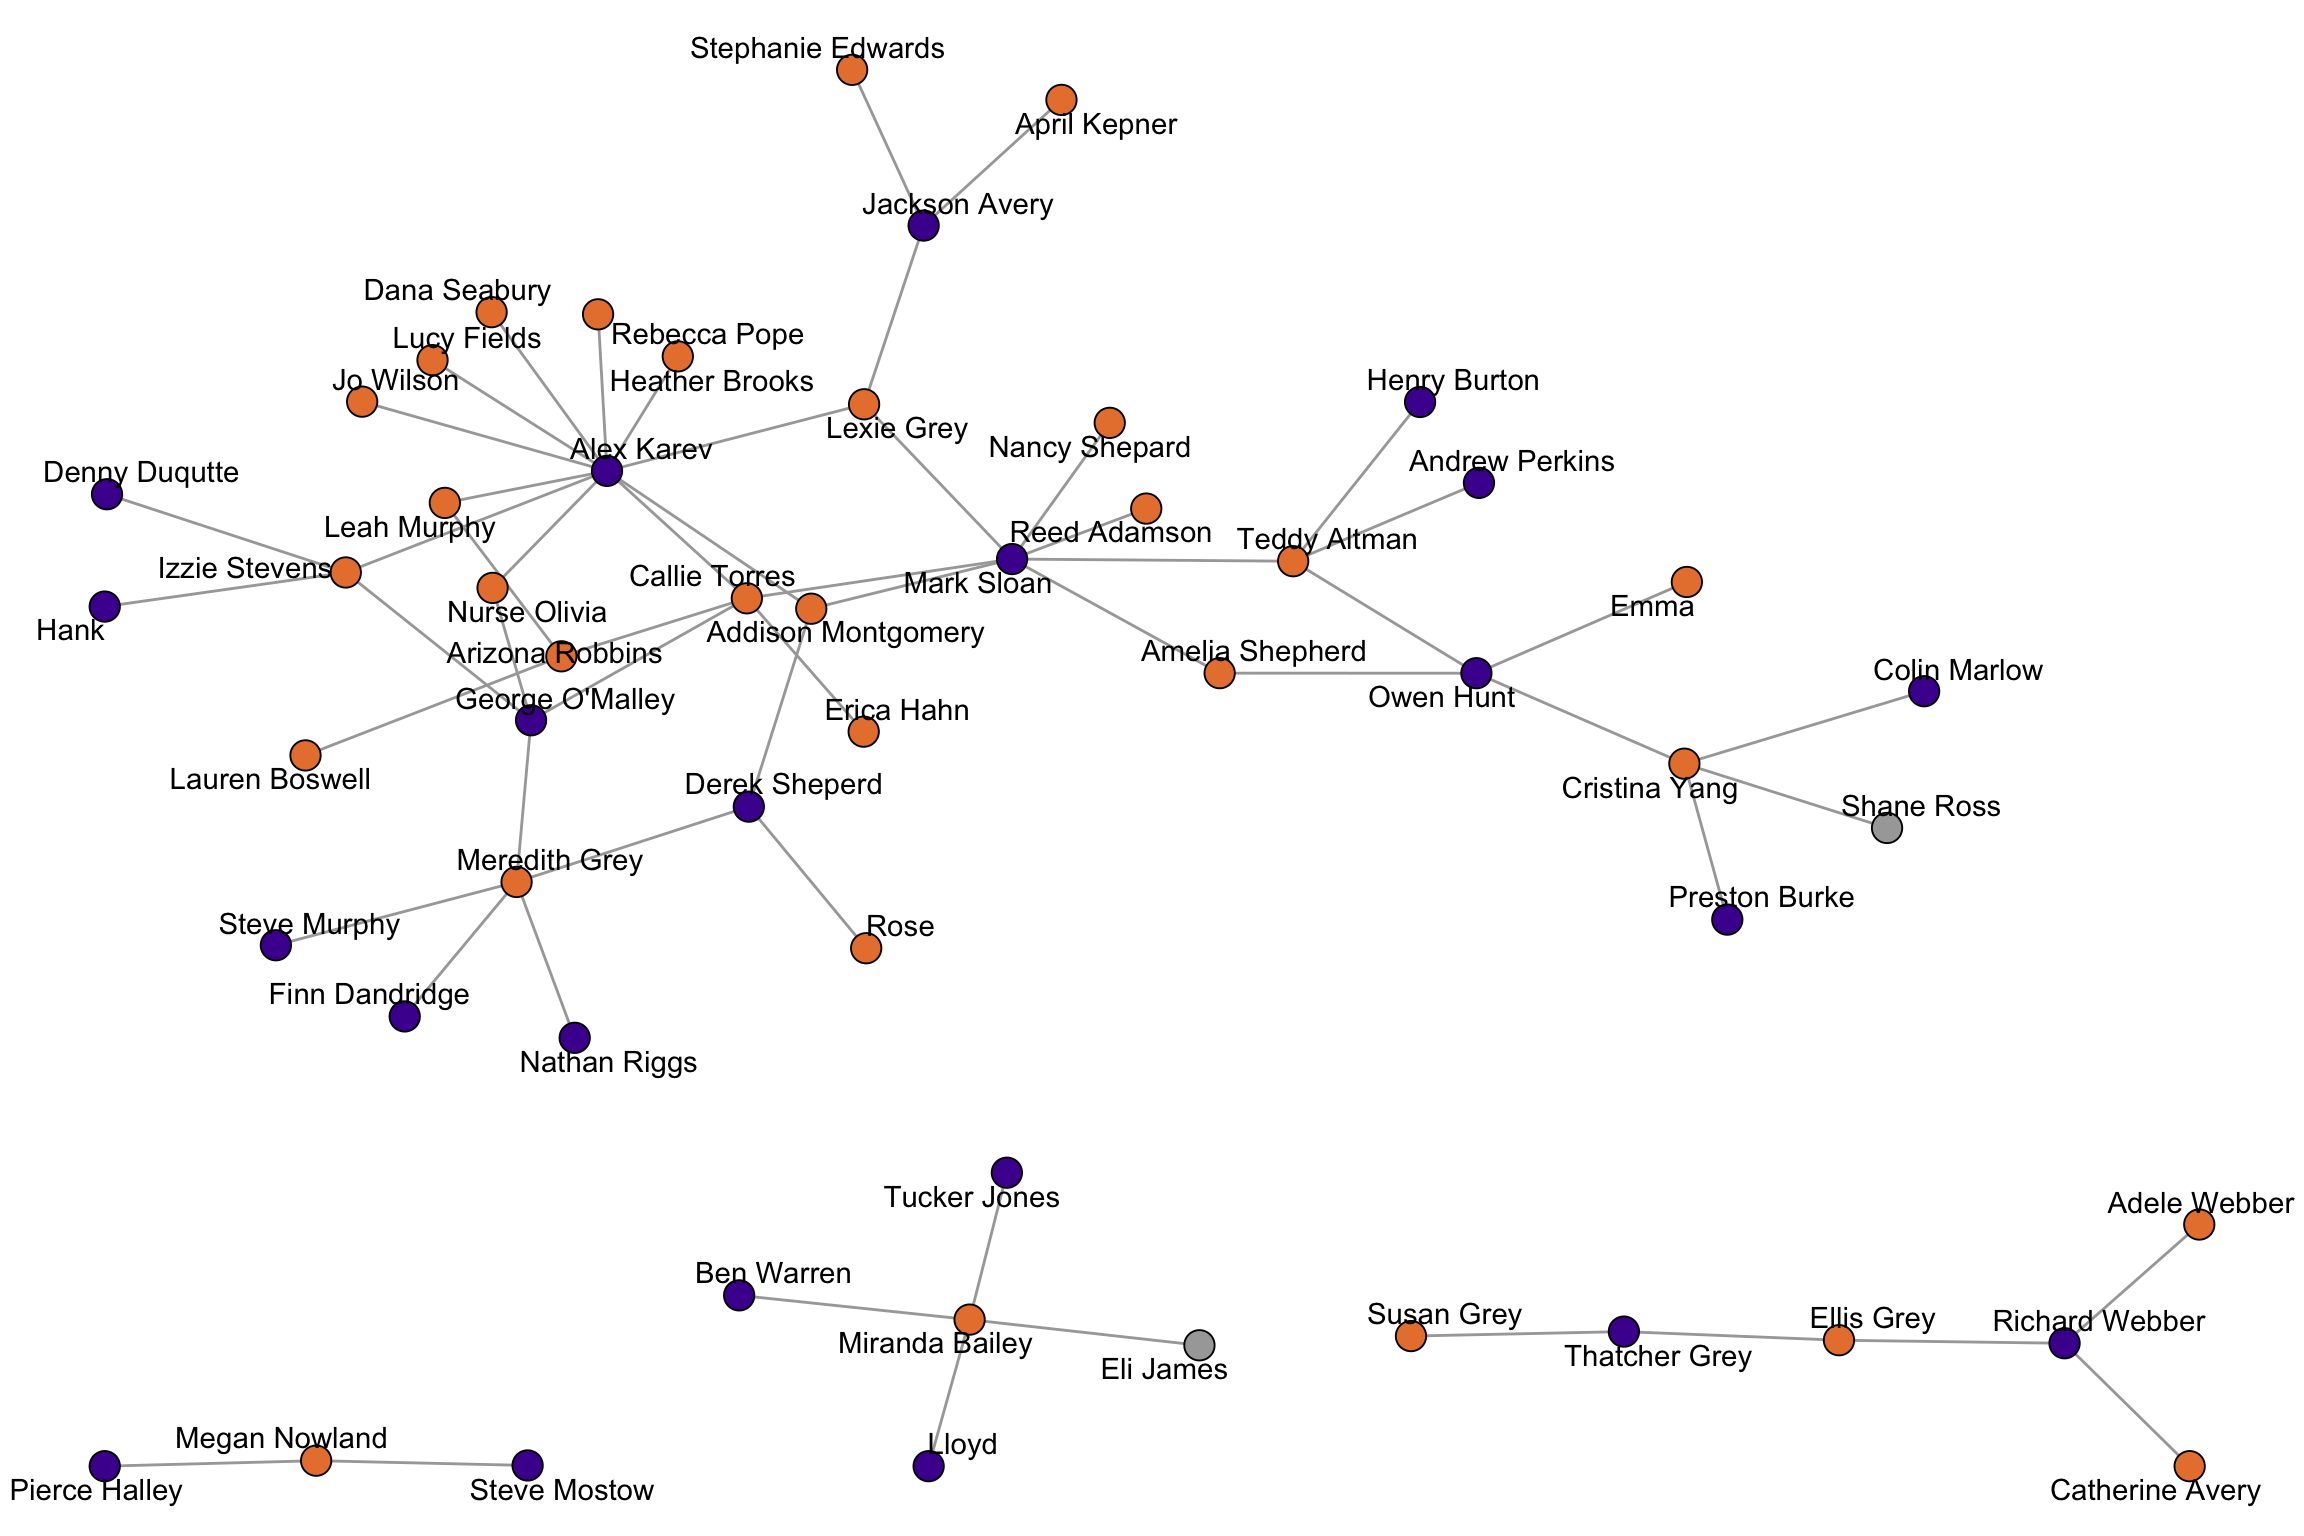 Stephanie Edwards
April Kepner
Jackson Avery
Dana Seabury
Rebecca Pope
Lucy Fields
Jo Wilson
Heather Brooks
Henry Burton
Lexie Grey
Nancy Shepard
Alex Karev
Andrew Perkins
Denny Duqutte
Leah Murphy
Reed Adamson
Teddy Altman
Izzie Stevens
Callie Torres
Mark Sloan
Nurse Olivia
Emma
Hank
Addison Montgomery
Arizona Robbins
Amelia Shepherd
Colin Marlow
George O'Malley
Owen Hunt
Erica Hahn
Lauren Boswell
Derek Sheperd
Cristina Yang
Shane Ross
Meredith Grey
Preston Burke
Steve Murphy
Rose
Finn Dandridge
Nathan Riggs
Tucker Jones
Adele Webber
Ben Warren
Susan Grey
Ellis Grey
Richard Webber
Miranda Bailey
Thatcher Grey
Eli James
Megan Nowland
Lloyd
Pierce Halley
Steve Mostow
Catherine Avery